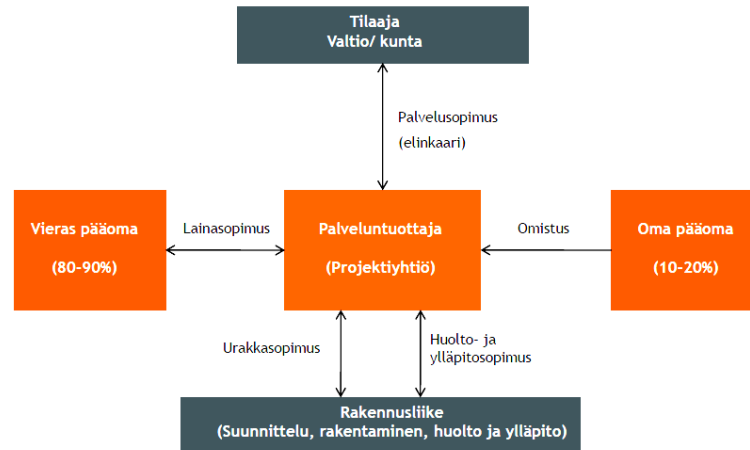 Tilaaja
Valtio/ kunta
Palvelusopimus
(elinkaari)
Vieras pääoma
(80-90%)
Lainasopimus
Palveluntuottaja
(Projektiyhtiö)
Omistus
Oma pääoma
(10-20%)
Urakkasopimus
Huolto- ja
ylläpitosopimus
Rakennusliike
(Suunnittelu, rakentaminen, huolto ja ylläpito)